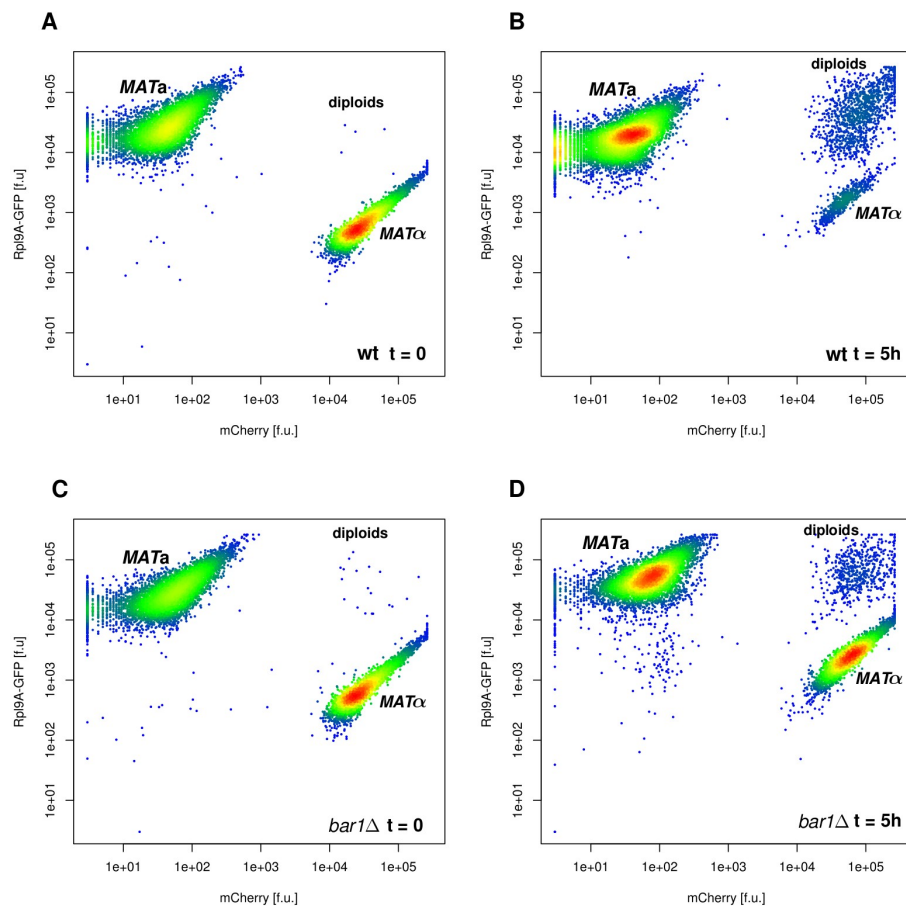 A
MATa
diploids
MATα
wt t = 0
1e+05
1e+04
1e+03
1e+02
1e+01
Rpl9A-GFP [f.u]
1e+01 1e+02 1e+03 1e+04 1e+05
mCherry [f.u.]
B
diploids
MATa
MATα
wt t = 5h
1e+05
1e+04
1e+03
1e+02
1e+01
Rpl9A-GFP [f.u]
1e+01 1e+02 1e+03 1e+04 1e+05
mCherry [f.u.]
C
diploids
MATa
MATα
bar1Δ t = 0
1e+05
1e+04
1e+03
1e+02
1e+01
Rpl9A-GFP [f.u]
1e+01 1e+02 1e+03 1e+04 1e+05
mCherry [f.u.]
D
diploids
MATa
MATα
bar1Δ t = 5h
1e+05
1e+04
1e+03
1e+02
1e+01
Rpl9A-GFP [f.u]
1e+01 1e+02 1e+03 1e+04 1e+05
mCherry [f.u.]